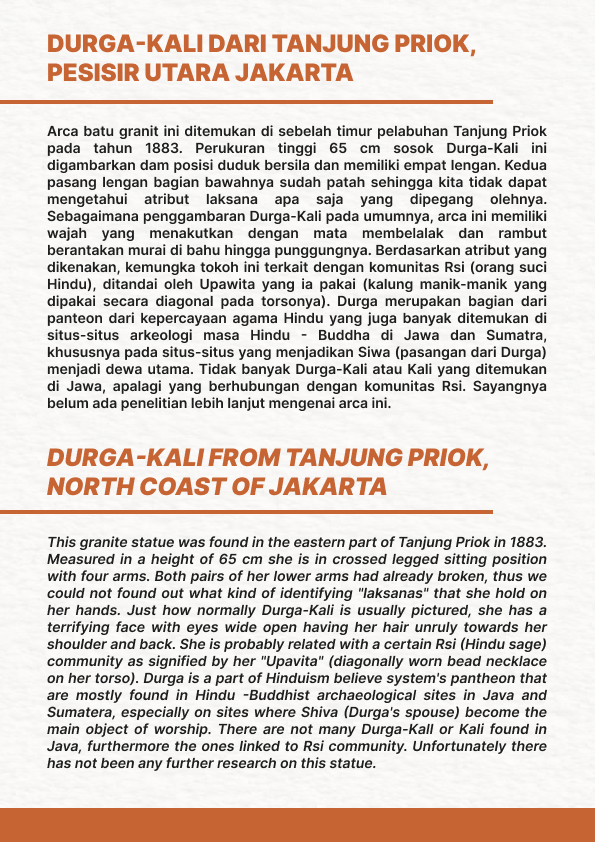 DURGA-KALI DARI TANJUNG PRIOK,
PESISIR UTARA JAKARTA
Arca batu granit ini ditemukan di sebelah timur pelabuhan Tanjung Priok
pada tahun 1883. Perukuran tinggi 65 cm sosok Durga-Kali ini
digambarkan dam posisi duduk bersila dan memiliki empat lengan. Kedua
pasang lengan bagian bawahnya sudah patah sehingga kita tidak dapat
mengetahui atribut laksana apa saja yang dipegang olehnya.
Sebagaimana penggambaran Durga-Kali pada umumnya, arca ini memiliki
wajah yang menakutkan dengan mata membelalak dan rambut
berantakan murai di bahu hingga punggungnya. Berdasarkan atribut yang
dikenakan, kemungka tokoh ini terkait dengan komunitas Rsi (orang suci
Hindu), ditandai oleh Upawita yang ia pakai (kalung manik-manik yang
dipakai secara diagonal pada torsonya). Durga merupakan bagian dari
panteon dari kepercayaan agama Hindu yang juga banyak ditemukan di
situs-situs arkeologi masa Hindu - Buddha di Jawa dan Sumatra,
khususnya pada situs-situs yang menjadikan Siwa (pasangan dari Durga)
menjadi dewa utama. Tidak banyak Durga-Kali atau Kali yang ditemukan
di Jawa, apalagi yang berhubungan dengan komunitas Rsi. Sayangnya
belum ada penelitian lebih lanjut mengenai arca ini.
DURGA-KALI FROM TANJUNG PRIOK,
NORTH COAST OF JAKARTA
This granite statue was found in the eastern part of Tanjung Priok in 1883.
Measured in a height of 65 cm she is in crossed legged sitting position
with four arms. Both pairs of her lower arms had already broken, thus we
could not found out what kind of identifying "laksanas" that she hold on
her hands. Just how normally Durga-Kali is usually pictured, she has a
terrifying face with eyes wide open having her hair unruly towards her
shoulder and back. She is probably related with a certain Rsi (Hindu sage)
community as signified by her "Upavita" (diagonally worn bead necklace
on her torso). Durga is a part of Hinduism believe system's pantheon that
are mostly found in Hindu -Buddhist archaeological sites in Java and
Sumatera, especially on sites where Shiva (Durga's spouse) become the
main object of worship. There are not many Durga-Kall or Kali found in
Java, furthermore the ones linked to Rsi community. Unfortunately there
has not been any further research on this statue.